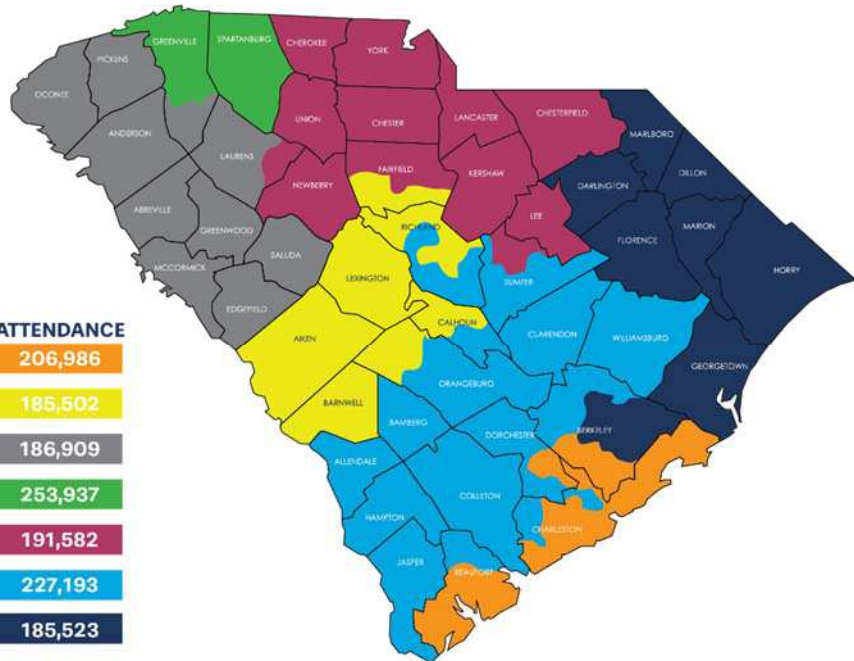 GREENVILLE
SPARTANBURG
CHEROKEE
YORK
PICKENS
OCONEE
ANDERSON
UNION
CHESTER
LANCASTER
CHESTERFIELD
MARLBORO
LAURENS
DILLON
FAIRFIELD
KERSHAW
DARLINGTON
NEWBERRY
ABBEVILLE
LEE
RICHLAND
MARION
GREENWOOD
FLORENCE
SALUDA
MCCORMICK
LEXINGTON
HORRY
SUMTER
EDGEFIELD
CALHOUN
CLARENDON
WILLIAMSBURG
AIKEN
GEORGETOWN
ORANGEBURG
BARNWELL
BAMBERG
BERKELEY
DORCHESTER
ALLENDALE
COLLETON
HAMPTON
CHARLESTON
JASPER
BEAUFORT
ATTENDANCE
206,986
185,502
186,909
253,937
191,582
227,193
185,523